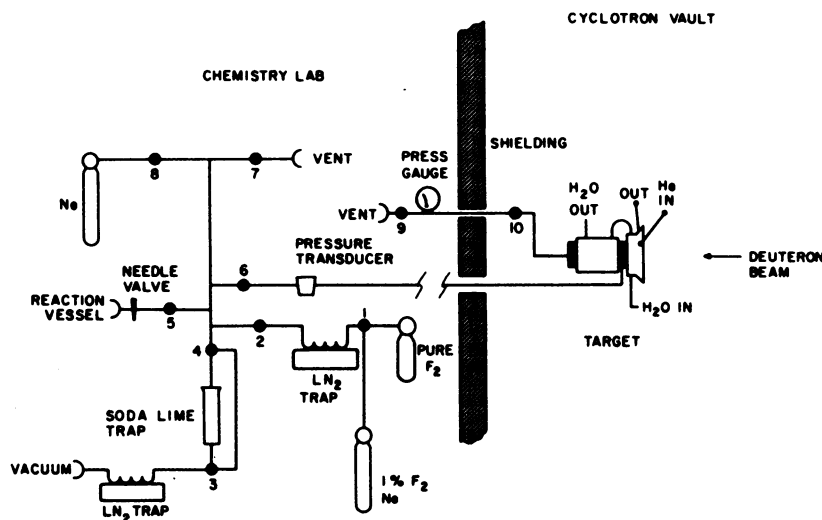 CYCLOTRON VAULT
CHEMISTRY LAB
SHIELDING
PRESS
GAUGE
VENT
8
7
Ne
VENT
9
10
H2O
OUT
OUT
He
IN
DEUTERON
BEAM
H2O IN
TARGET
PRESSURE
TRANSDUCER
6
NEEDLE
VALVE
REACTION
VESSEL
5
1
2
4
PURE
F2
LN2
TRAP
SODA LIME
TRAP
VACUUM
3
LN2 TRAP
1% F2
Ne